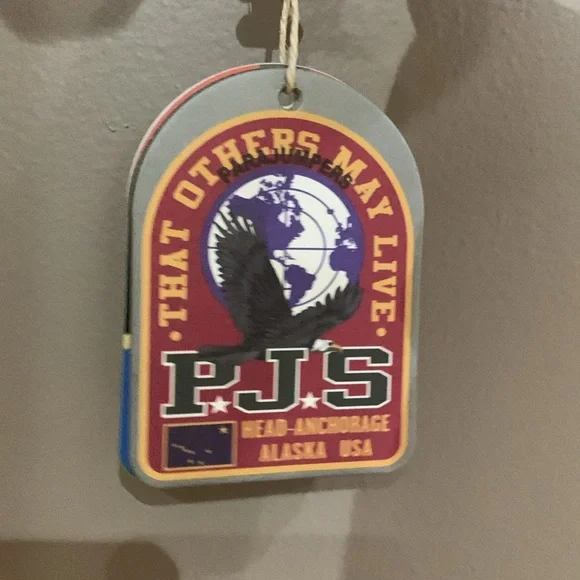 • THAT OTHERS MAY LIVE •
PARAJUMPERS
P.J.S
HEAD-ANCHORAGE
ALASKA USA